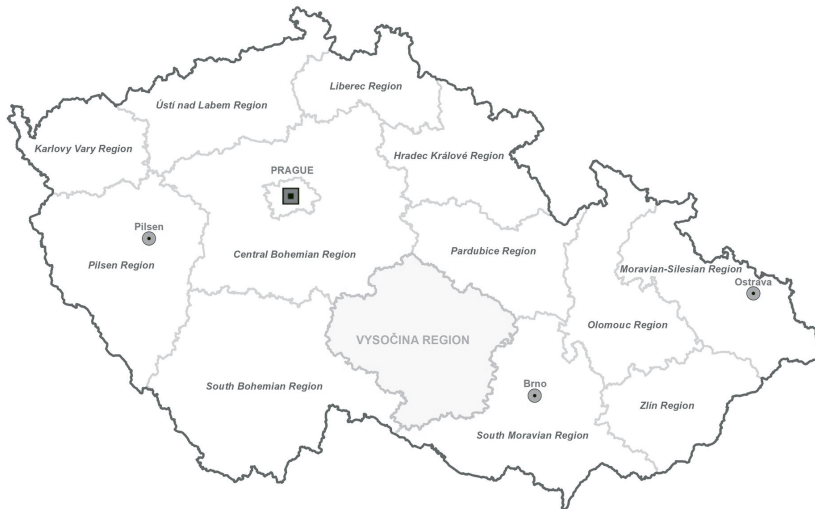 Liberec Region
Ústí nad Labem Region
Karlovy Vary Region
Hradec Králové Region
PRAGUE
Pilsen
Pilsen Region
Central Bohemian Region
Pardubice Region
Moravian-Silesian Region
Ostrava
Olomouc Region
VYSOČINA REGION
South Bohemian Region
Brno
Zlín Region
South Moravian Region